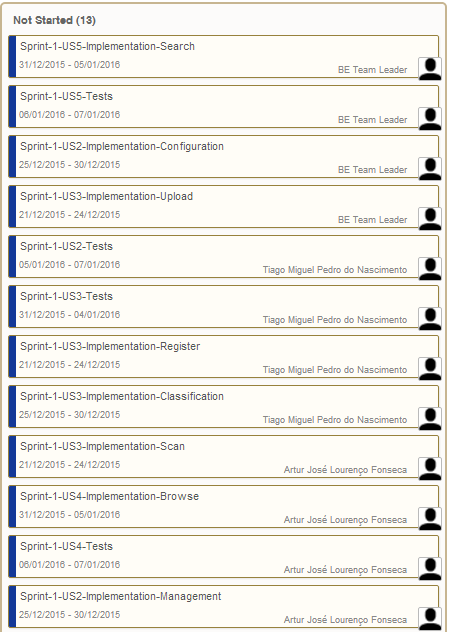 Not Started (13)
Sprint-1-US5-Implementation-Search
31/12/2015 - 05/01/2016
BE Team Leader
Sprint-1-US5-Tests
06/01/2016 - 07/01/2016
BE Team Leader
Sprint-1-US2-Implementation-Configuration
25/12/2015 - 30/12/2015
BE Team Leader
Sprint-1-US3-Implementation-Upload
21/12/2015 - 24/12/2015
BE Team Leader
Sprint-1-US2-Tests
05/01/2016 - 07/01/2016
Tiago Miguel Pedro do Nascimento
Sprint-1-US3-Tests
31/12/2015 - 04/01/2016
Tiago Miguel Pedro do Nascimento
Sprint-1-US3-Implementation-Register
21/12/2015 - 24/12/2015
Tiago Miguel Pedro do Nascimento
Sprint-1-US3-Implementation-Classification
25/12/2015 - 30/12/2015
Tiago Miguel Pedro do Nascimento
Sprint-1-US3-Implementation-Scan
21/12/2015 - 24/12/2015
Artur José Lourenço Fonseca
Sprint-1-US4-Implementation-Browse
31/12/2015 - 05/01/2016
Artur José Lourenço Fonseca
Sprint-1-US4-Tests
06/01/2016 - 07/01/2016
Artur José Lourenço Fonseca
Sprint-1-US2-Implementation-Management
25/12/2015 - 30/12/2015
Artur José Lourenço Fonseca